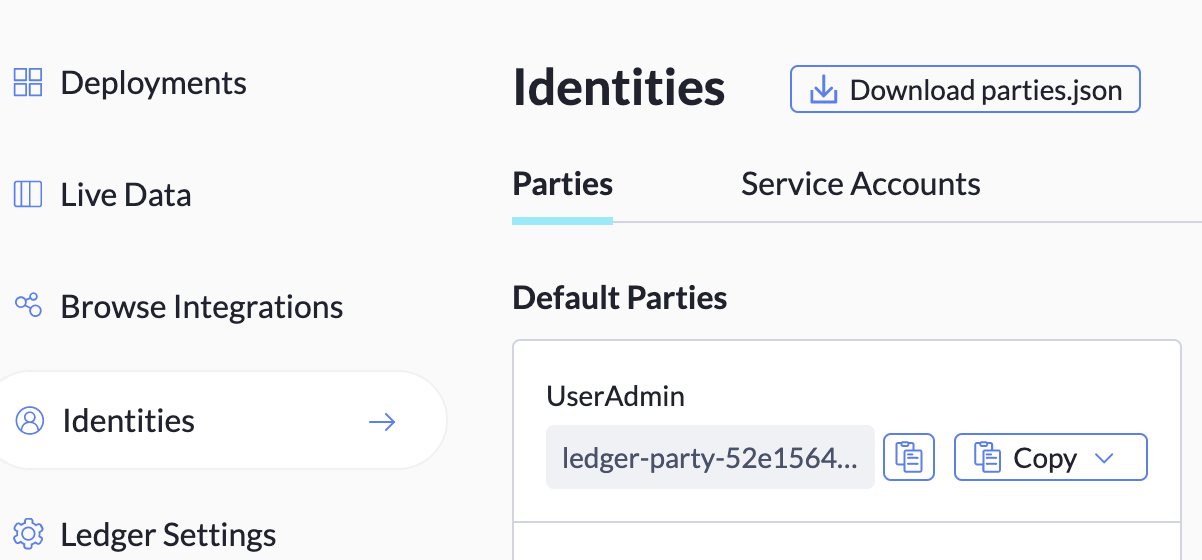 Deployments
Live Data
Browse Integrations
Identities
Ledger Settings
Identities
Download parties.json
Parties
Service Accounts
Default Parties
UserAdmin
ledger-party-52e1564...
Copy